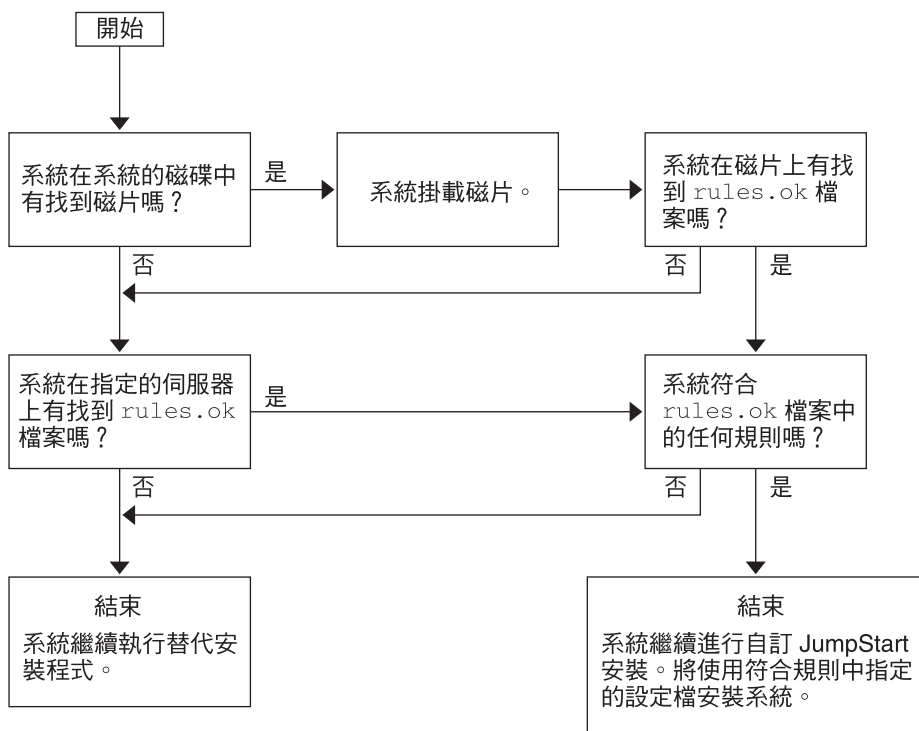 開始
系統在系統的磁碟中
有找到磁片嗎？
是
系統掛載磁片。
系統在磁片上有找
到 rules.ok 檔
案嗎？
否
否
是
系統在指定的伺服器
上有找到 rules.ok
檔案嗎？
是
系統符合
rules.ok 檔案中
的任何規則嗎？
否
否
是
結束
系統繼續執行替代安
裝程式。
結束
系統繼續進行自訂 JumpStart
安裝。將使用符合規則中指定
的設定檔安裝系統。